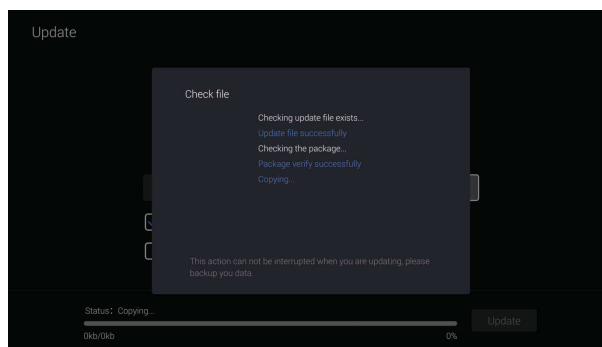 Update
Check file
Checking update file exists...
Update file successfully
Checking the package...
Package verify successfully
Copying...
This action can not be interrupted when you are updating, please
backup you data.
Status: Copying...
Update
0kb/0kb
0%